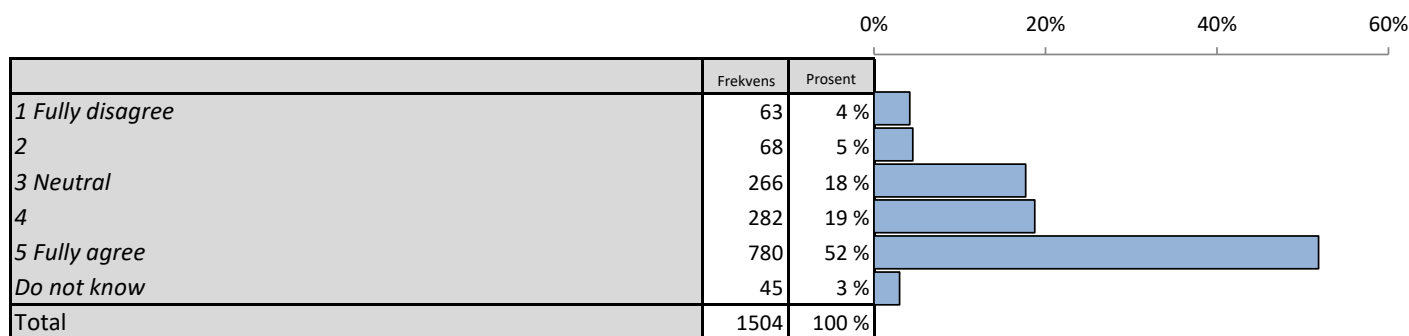 0% 20% 40% 60%
Frekvens Prosent
1 Fully disagree 63 4 %
2 68 5 %
3 Neutral 266 18 %
4 282 19 %
5 Fully agree 780 52 %
Do not know 45 3 %
Total 1504 100 %